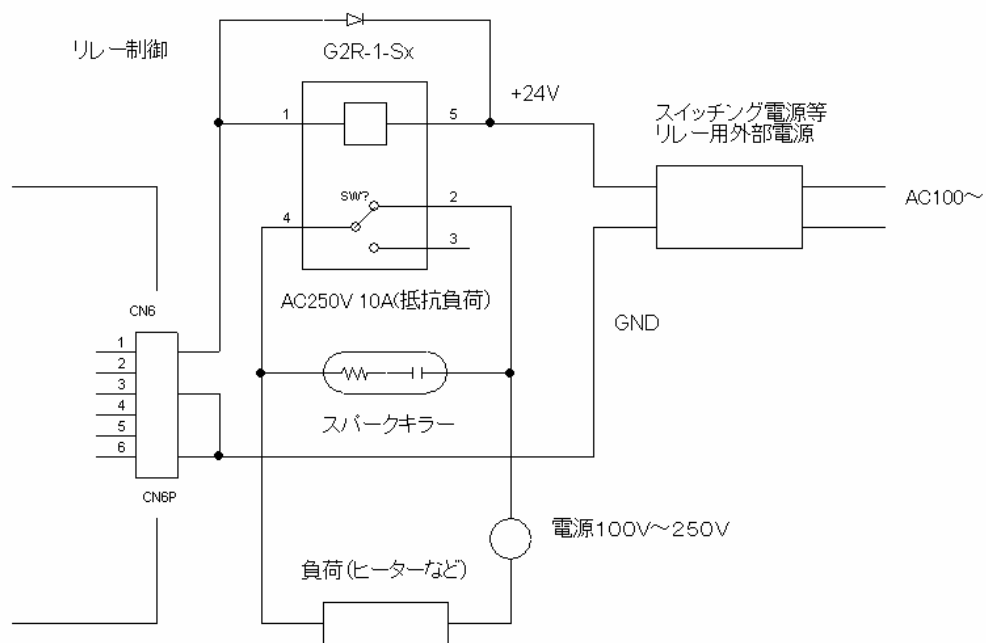 リレー制御
G2R-1-Sx
+24V
スイッチング電源等
リレー用外部電源
1
5
AC100～
SW?
2
4
3
AC250V 10A(抵抗負荷)
CN6
GND
1
2
3
4
5
6
スパークキラー
CN6P
電源100V～250V
負荷(ヒーターなど)